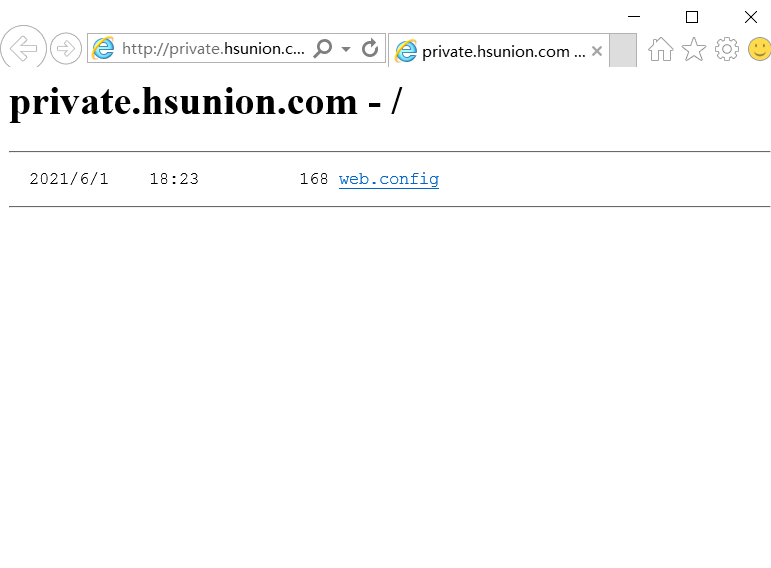 http://private.hsunion.c...
private.hsunion.com ...
private.hsunion.com - /
2021/6/1 18:23 168 web.config